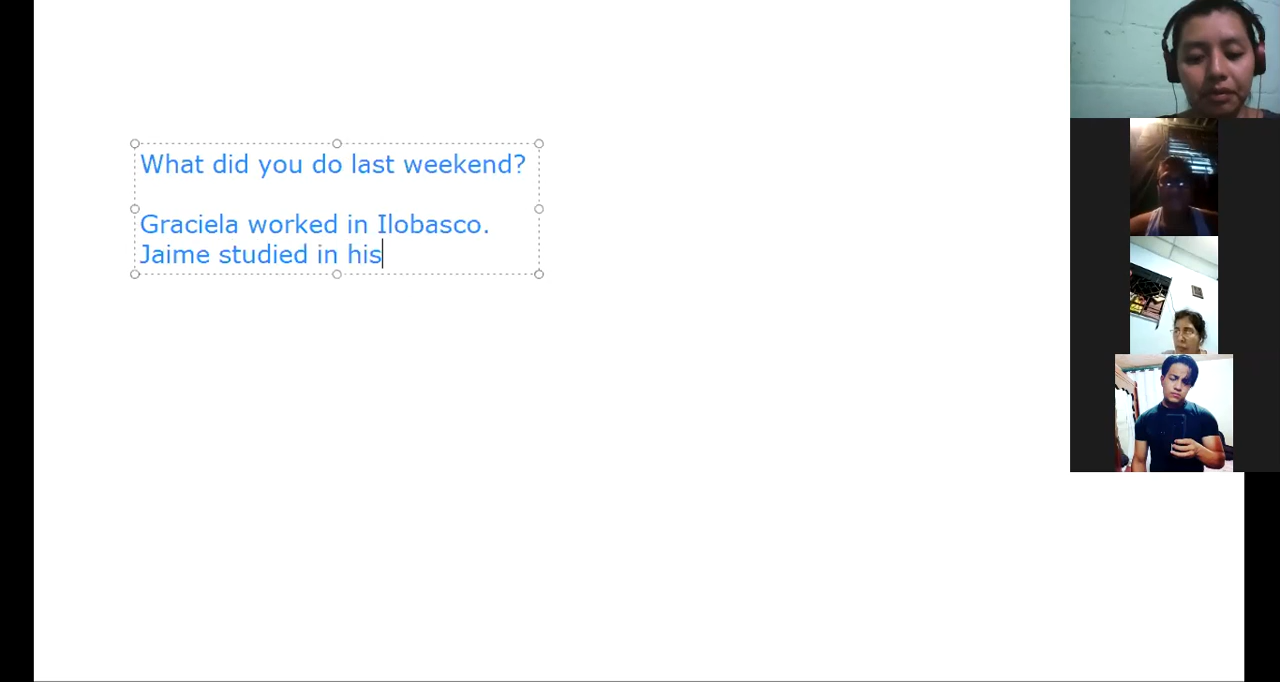 What did you do last weekend?
Graciela worked in Ilobasco.
Jaime studied in his